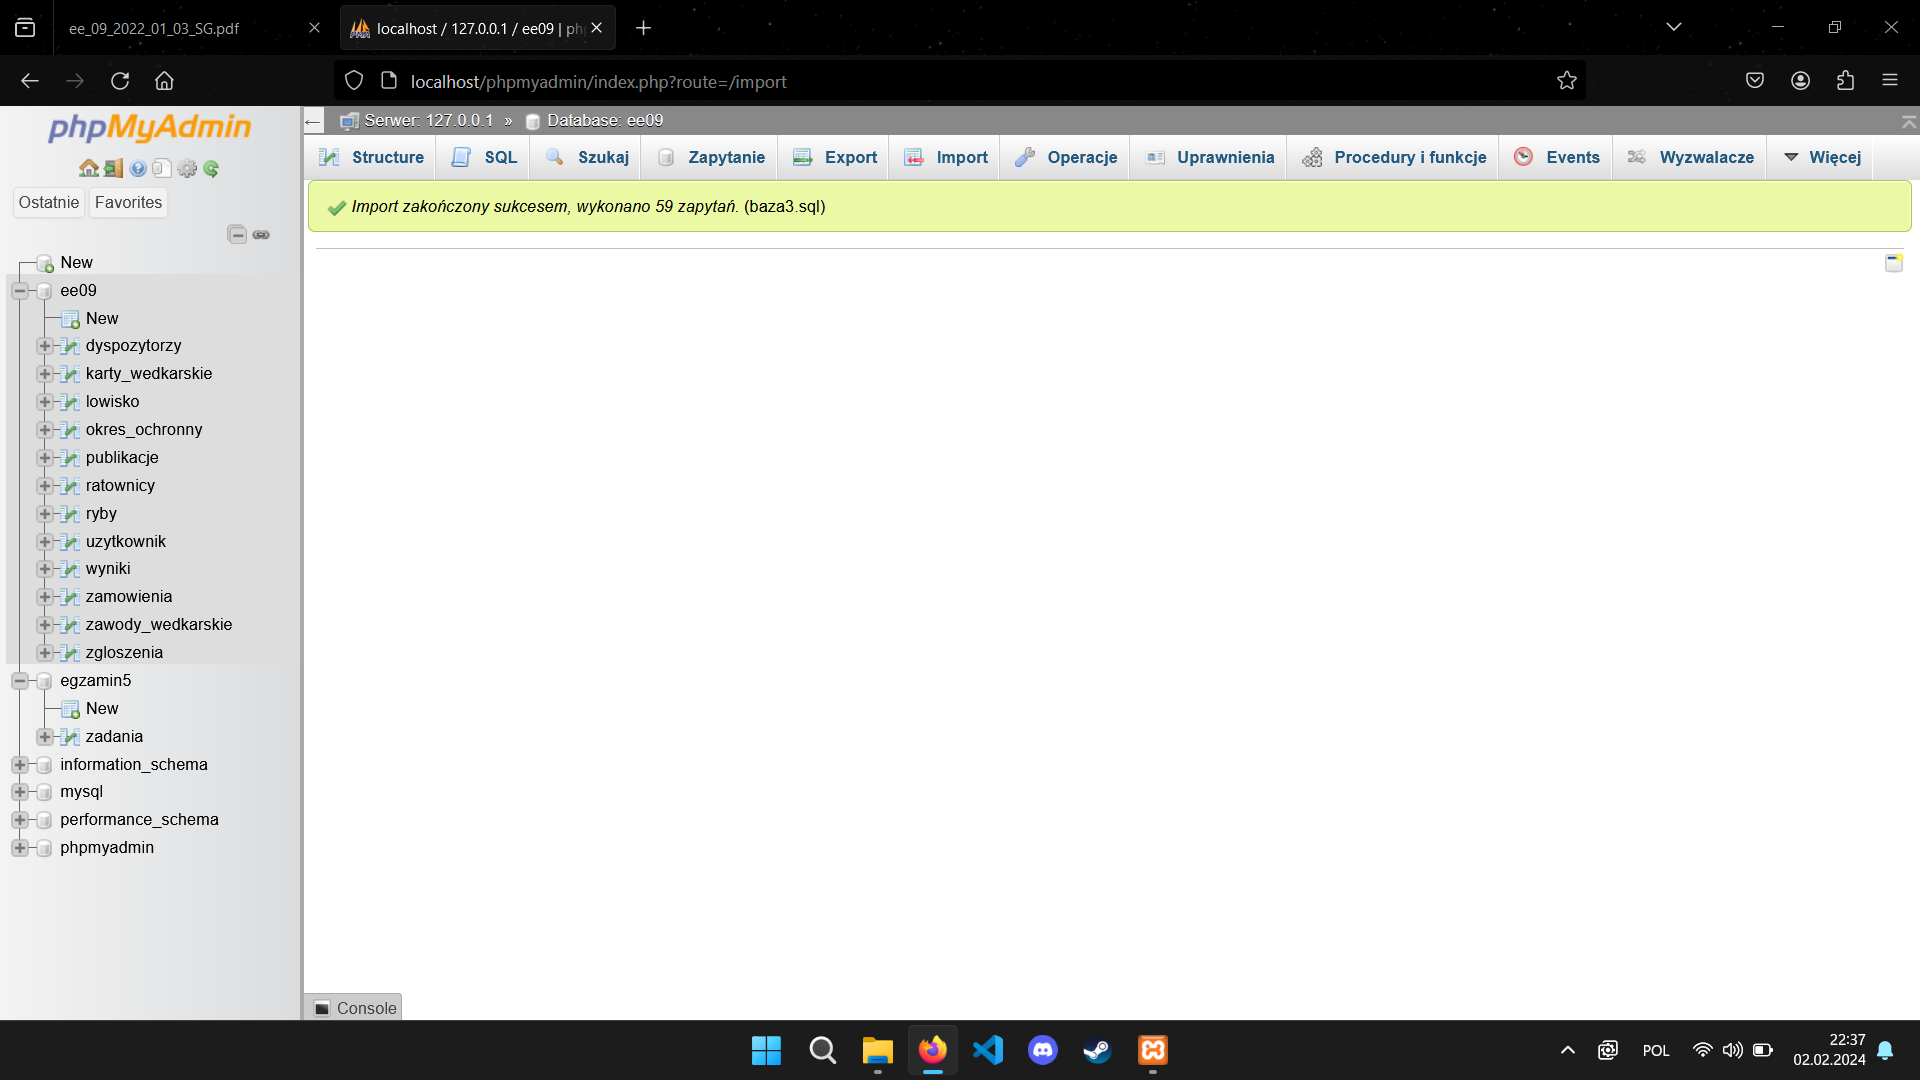 ee_09_2022_01_03_SG.pdf
localhost / 127.0.0.1 / ee09 | ph
localhost/phpmyadmin/index.php?route=/import
phpMyAdmin
Ostatnie
Favorites
New
ee09
New
dyspozytorzy
karty_wedkarskie
lowisko
okres_ochronny
publikacje
ratownicy
ryby
uzytkownik
wyniki
zamowienia
zawody_wedkarskie
zgloszenia
egzamin5
New
zadania
information_schema
mysql
performance_schema
phpmyadmin
Serwer: 127.0.0.1 » Database: ee09
Structure
SQL
Szukaj
Zapytanie
Export
Import
Operacje
Uprawnienia
Procedury i funkcje
Events
Wyzwalacze
Więcej
Import zakończony sukcesem, wykonano 59 zapytań. (baza3.sql)
Console
POL
22:37
02.02.2024